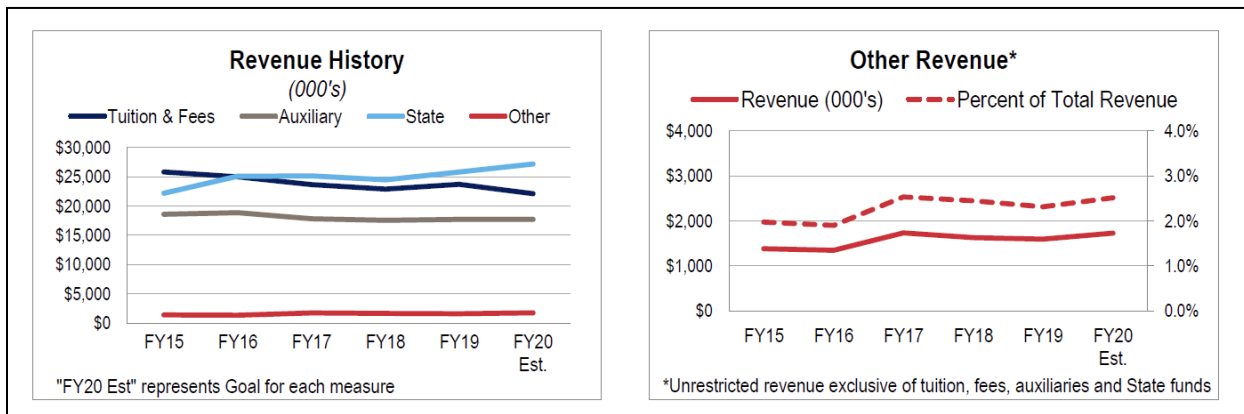 Revenue History
(000's)
Tuition & Fees Auxiliary State Other
$30,000
$25,000
$20,000
$15,000
$10,000
$5,000
$0
FY15 FY16 FY17 FY18 FY19 FY20
Est.
"FY20 Est" represents Goal for each measure
Other Revenue*
Revenue (000's) Percent of Total Revenue
$4,000 4.0%
$3,000 3.0%
$2,000 2.0%
$1,000 1.0%
$0 0.0%
FY15 FY16 FY17 FY18 FY19 FY20
Est.
*Unrestricted revenue exclusive of tuition, fees, auxiliaries and State funds